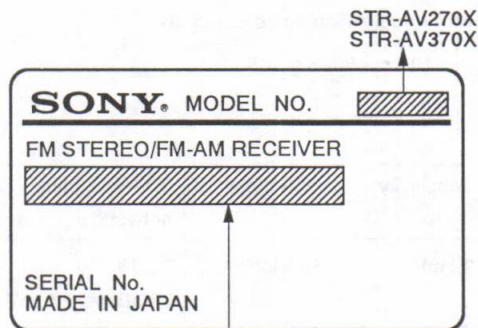 STR-AV270X
STR-AV370X
SONY. MODEL NO.
FM STEREO/FM-AM RECEIVER
SERIAL No.
MADE IN JAPAN